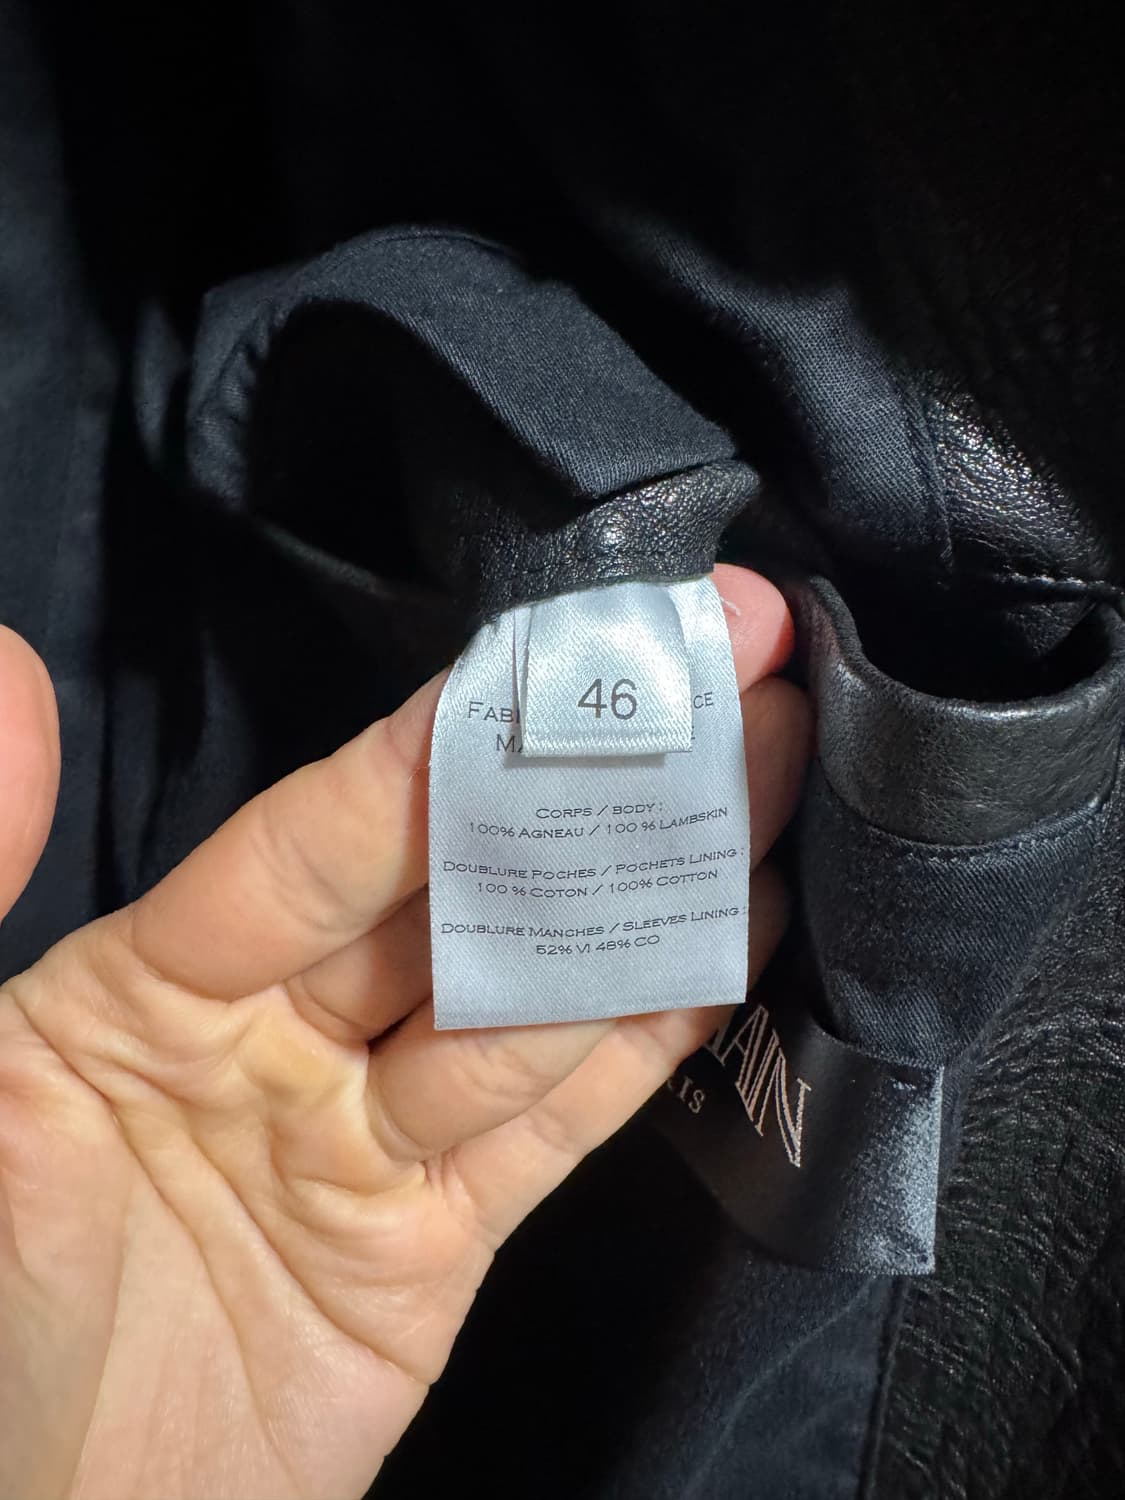 46
CORPS / BODY :
100% AGNEAU / 100 % LAMBSKIN
DOUBLURE POCHES / POCHETS LINING :
100 % COTON / 100% COTTON
DOUBLURE MANCHES / SLEEVES LINING :
52% VI 48% CO